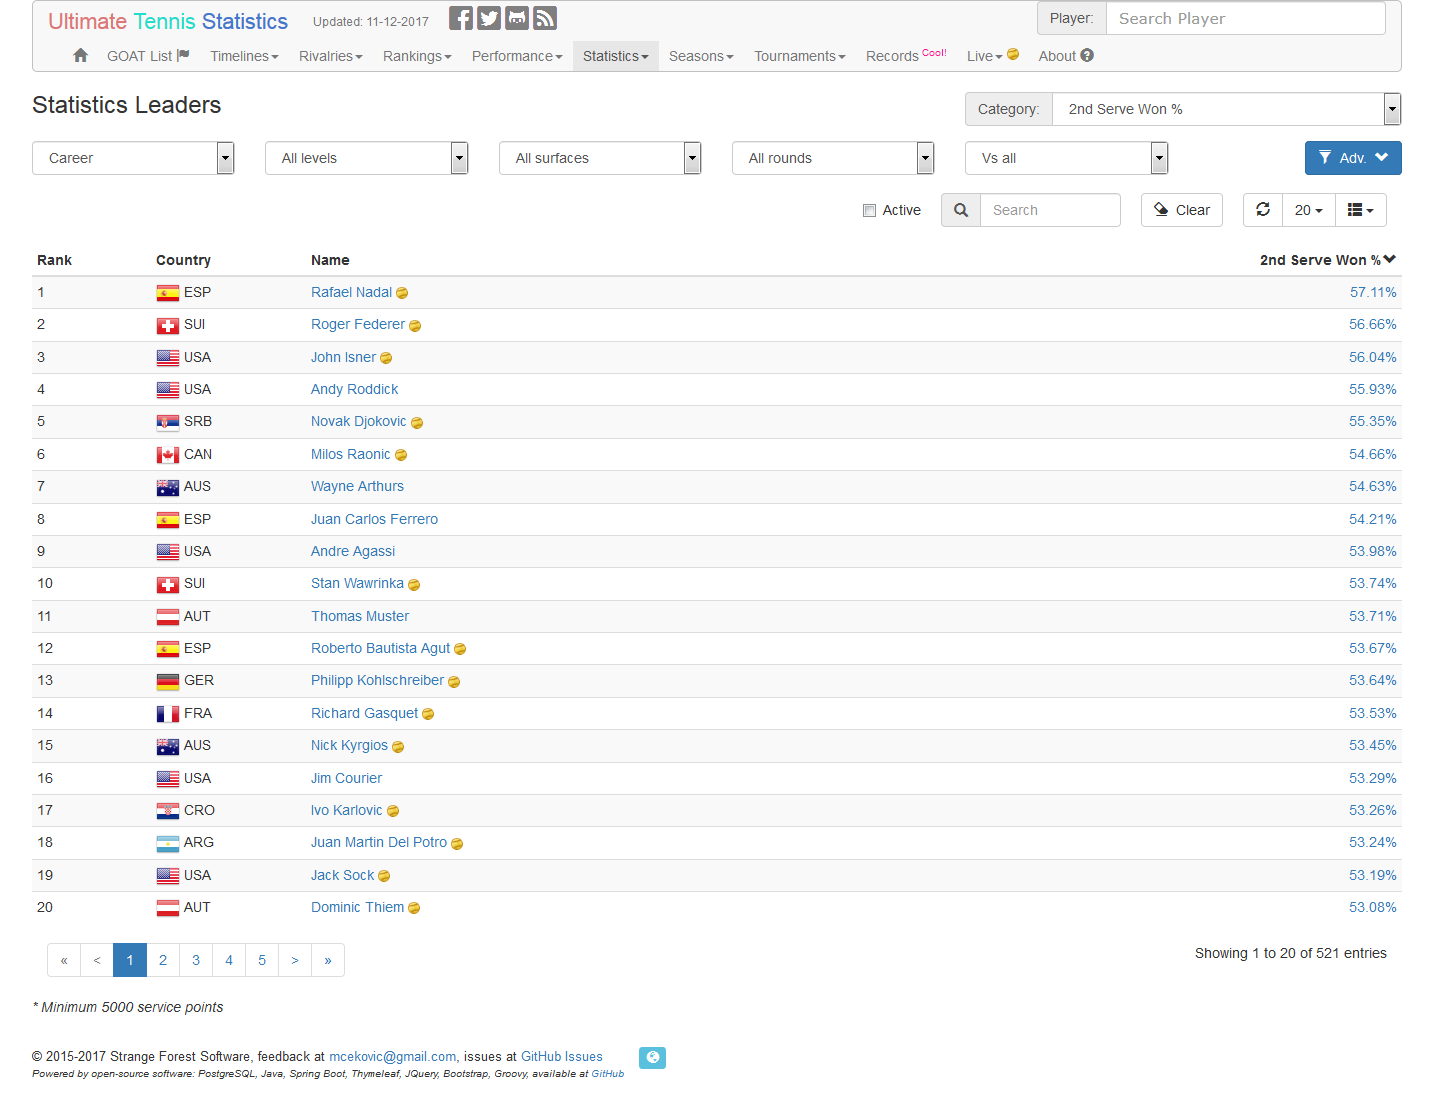 Ultimate Tennis Statistics Updated: 11-12-2017 Player: Search Player
GOAT List Timelines Rivalries Rankings Performance Statistics Seasons Tournaments Records Cool! Live About
Statistics Leaders Category: 2nd Serve Won %
Career All levels All surfaces All rounds Vs all Adv.
Active Search Clear 20
Rank Country Name 2nd Serve Won %
1 ESP Rafael Nadal 57.11%
2 SUI Roger Federer 56.66%
3 USA John Isner 56.04%
4 USA Andy Roddick 55.93%
5 SRB Novak Djokovic 55.35%
6 CAN Milos Raonic 54.66%
7 AUS Wayne Arthurs 54.63%
8 ESP Juan Carlos Ferrero 54.21%
9 USA Andre Agassi 53.98%
10 SUI Stan Wawrinka 53.74%
11 AUT Thomas Muster 53.71%
12 ESP Roberto Bautista Agut 53.67%
13 GER Philipp Kohlschreiber 53.64%
14 FRA Richard Gasquet 53.53%
15 AUS Nick Kyrgios 53.45%
16 USA Jim Courier 53.29%
17 CRO Ivo Karlovic 53.26%
18 ARG Juan Martin Del Potro 53.24%
19 USA Jack Sock 53.19%
20 AUT Dominic Thiem 53.08%
« < 1 2 3 4 5 > » Showing 1 to 20 of 521 entries
* Minimum 5000 service points
© 2015-2017 Strange Forest Software, feedback at mcekovic@gmail.com, issues at GitHub Issues
Powered by open-source software: PostgreSQL, Java, Spring Boot, Thymeleaf, JQuery, Bootstrap, Groovy, available at GitHub